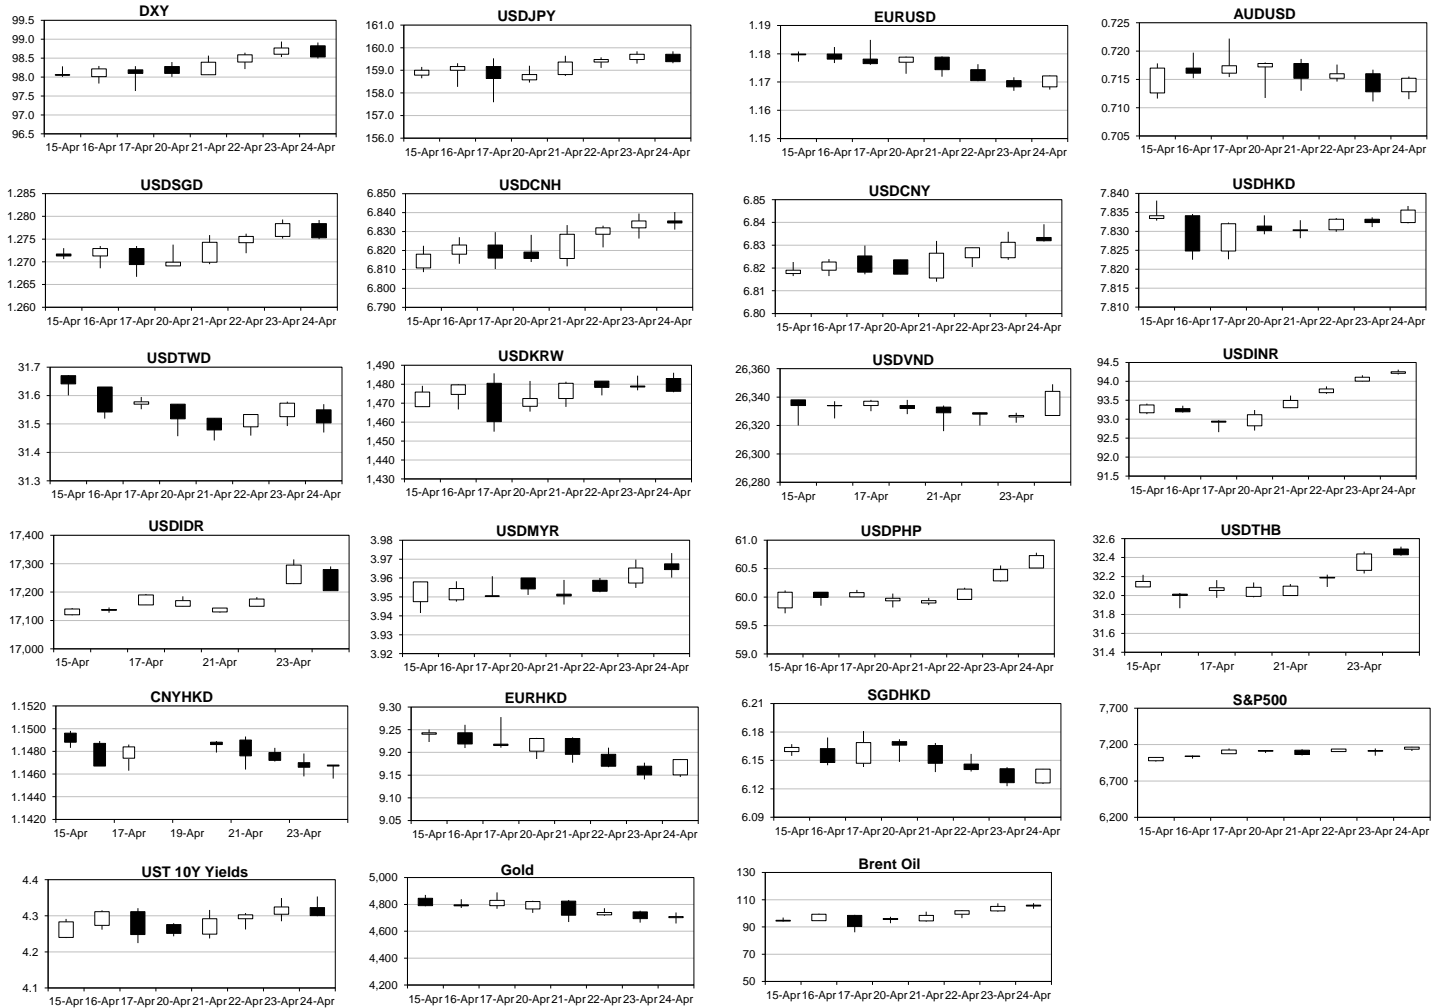 DXY
99.5
99.0
98.5
98.0
97.5
97.0
96.5
15-Apr 16-Apr 17-Apr 20-Apr 21-Apr 22-Apr 23-Apr 24-Apr
USDJPY
161.0
160.0
159.0
158.0
157.0
156.0
15-Apr 16-Apr 17-Apr 20-Apr 21-Apr 22-Apr 23-Apr 24-Apr
EURUSD
1.19
1.18
1.17
1.16
1.15
15-Apr 16-Apr 17-Apr 20-Apr 21-Apr 22-Apr 23-Apr 24-Apr
AUDUSD
0.725
0.720
0.715
0.710
0.705
15-Apr 16-Apr 17-Apr 20-Apr 21-Apr 22-Apr 23-Apr 24-Apr
USDSGD
1.285
1.280
1.275
1.270
1.265
1.260
15-Apr 16-Apr 17-Apr 20-Apr 21-Apr 22-Apr 23-Apr 24-Apr
USDCNH
6.850
6.840
6.830
6.820
6.810
6.800
6.790
15-Apr 16-Apr 17-Apr 20-Apr 21-Apr 22-Apr 23-Apr 24-Apr
USDCNY
6.85
6.84
6.83
6.82
6.81
6.80
15-Apr 16-Apr 17-Apr 20-Apr 21-Apr 22-Apr 23-Apr 24-Apr
USDHKD
7.840
7.835
7.830
7.825
7.820
7.815
7.810
15-Apr 16-Apr 17-Apr 20-Apr 21-Apr 22-Apr 23-Apr 24-Apr
USDTWD
31.7
31.6
31.5
31.4
31.3
15-Apr 16-Apr 17-Apr 20-Apr 21-Apr 22-Apr 23-Apr 24-Apr
USDKRW
1,490
1,480
1,470
1,460
1,450
1,440
1,430
15-Apr 16-Apr 17-Apr 20-Apr 21-Apr 22-Apr 23-Apr 24-Apr
USDVND
26,360
26,340
26,320
26,300
26,280
15-Apr 17-Apr 21-Apr 23-Apr
USDINR
94.5
94.0
93.5
93.0
92.5
92.0
91.5
15-Apr 16-Apr 17-Apr 20-Apr 21-Apr 22-Apr 23-Apr 24-Apr
USDIDR
17,400
17,300
17,200
17,100
17,000
15-Apr 17-Apr 21-Apr 23-Apr
USDMYR
3.98
3.97
3.96
3.95
3.94
3.93
3.92
15-Apr 16-Apr 17-Apr 20-Apr 21-Apr 22-Apr 23-Apr 24-Apr
USDPHP
61.0
60.5
60.0
59.5
59.0
15-Apr 16-Apr 17-Apr 20-Apr 21-Apr 22-Apr 23-Apr 24-Apr
USDTHB
32.6
32.4
32.2
32.0
31.8
31.6
31.4
15-Apr 17-Apr 21-Apr 23-Apr
CNYHKD
1.1520
1.1500
1.1480
1.1460
1.1440
1.1420
15-Apr 17-Apr 19-Apr 21-Apr 23-Apr
EURHKD
9.30
9.25
9.20
9.15
9.10
9.05
15-Apr 16-Apr 17-Apr 20-Apr 21-Apr 22-Apr 23-Apr 24-Apr
SGDHKD
6.21
6.18
6.15
6.12
6.09
15-Apr 16-Apr 17-Apr 20-Apr 21-Apr 22-Apr 23-Apr 24-Apr
S&P500
7,700
7,200
6,700
6,200
15-Apr 16-Apr 17-Apr 20-Apr 21-Apr 22-Apr 23-Apr 24-Apr
UST 10Y Yields
4.4
4.3
4.2
4.1
15-Apr 16-Apr 17-Apr 20-Apr 21-Apr 22-Apr 23-Apr 24-Apr
Gold
5,000
4,800
4,600
4,400
4,200
15-Apr 16-Apr 17-Apr 20-Apr 21-Apr 22-Apr 23-Apr 24-Apr
Brent Oil
130
110
90
70
50
15-Apr 16-Apr 17-Apr 20-Apr 21-Apr 22-Apr 23-Apr 24-Apr